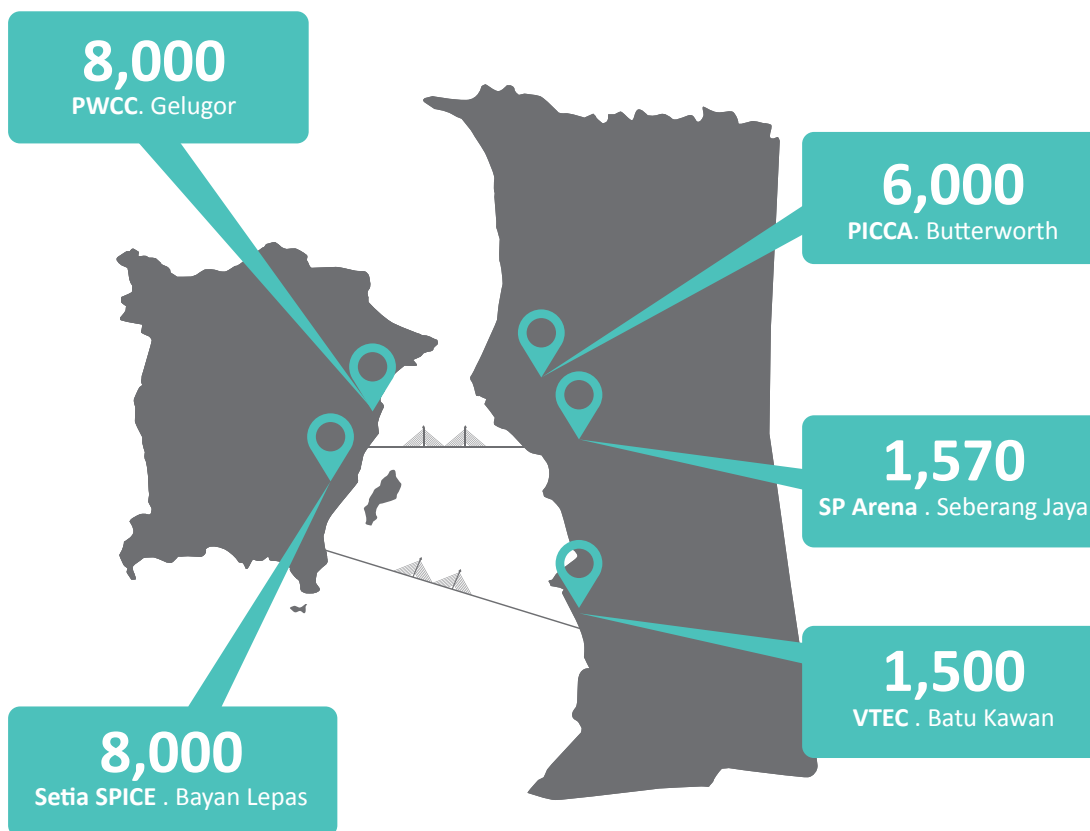 8,000
PWCC. Gelugor
6,000
PICCA. Butterworth
1,570
SP Arena . Seberang Jaya
1,500
VTEC . Batu Kawan
8,000
Setia SPICE . Bayan Lepas